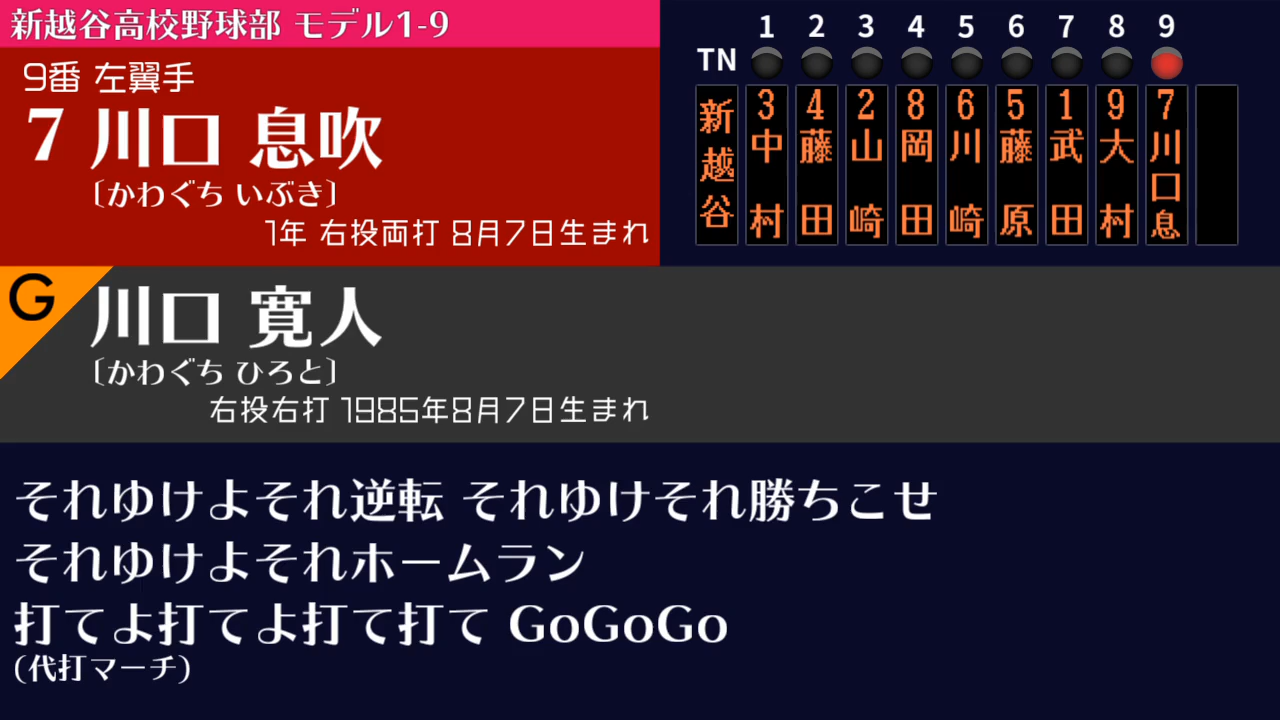 新越谷高校野球部 モデル1-9
9番 左翼手
7 川口 息吹
〔かわぐち いぶき〕
1年 右投両打 8月7日生まれ
1 2 3 4 5 6 7 8 9
TN
新越谷
3中村
4藤田
2山崎
8岡田
6川崎
5藤原
1武田
9大村
7川口息
G
川口 寛人
〔かわぐち ひろと〕
右投右打 1985年8月7日生まれ
それゆけよそれ逆転 それゆけそれ勝ちこせ
それゆけよそれホームラン
打てよ打てよ打て打て GoGoGo
(代打マーチ)